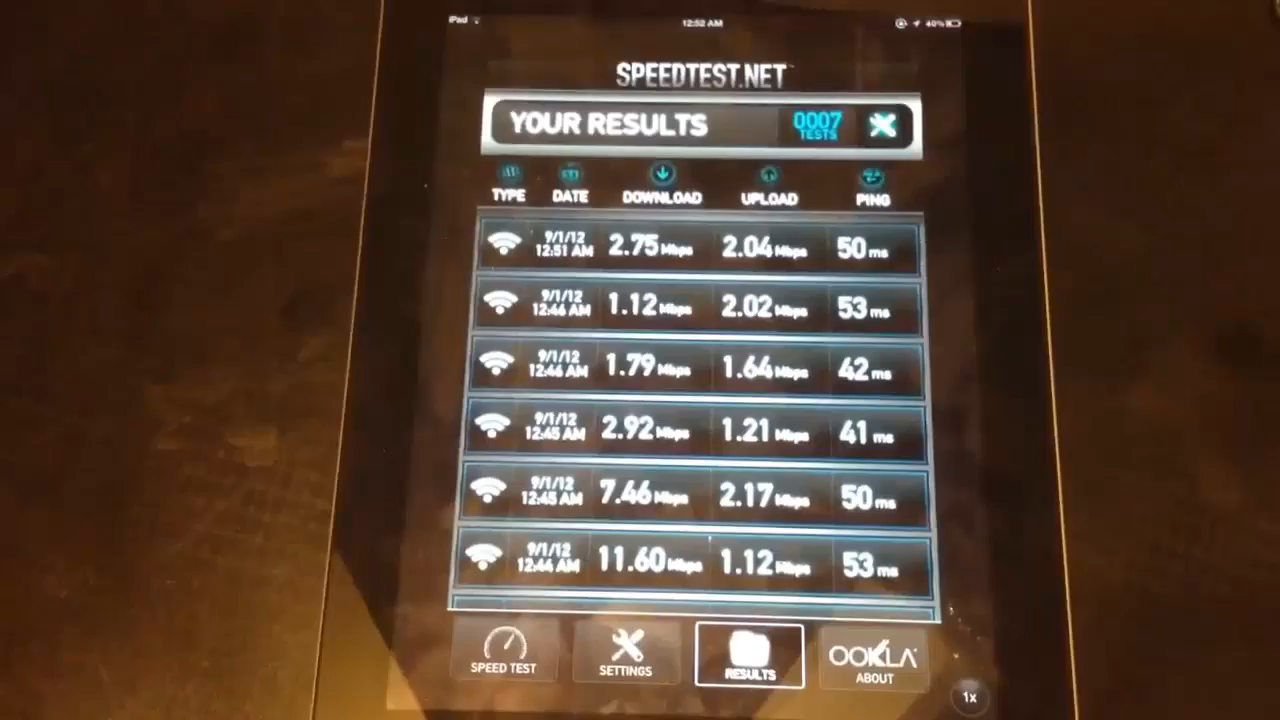 iPad 12:52 AM 40%
SPEEDTEST.NET
YOUR RESULTS 0007 TESTS
TYPE DATE DOWNLOAD UPLOAD PING
9/1/12 12:51 AM 2.75 Mbps 2.04 Mbps 50 ms
9/1/12 12:46 AM 1.12 Mbps 2.02 Mbps 53 ms
9/1/12 12:46 AM 1.79 Mbps 1.64 Mbps 42 ms
9/1/12 12:45 AM 2.92 Mbps 1.21 Mbps 41 ms
9/1/12 12:45 AM 7.46 Mbps 2.17 Mbps 50 ms
9/1/12 12:44 AM 11.60 Mbps 1.12 Mbps 53 ms
SPEED TEST SETTINGS RESULTS OOKLA ABOUT
1x